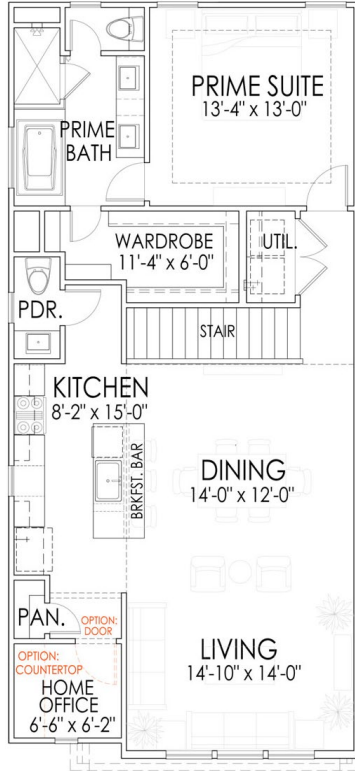 PRIME SUITE
13'-4" x 13'-0"
PRIME
BATH
WARDROBE
11'-4" x 6'-0"
UTIL.
PDR.
STAIR
KITCHEN
8'-2" x 15'-0"
BRKFST. BAR
DINING
14'-0" x 12'-0"
PAN.
OPTION:
DOOR
OPTION:
COUNTERTOP
HOME
OFFICE
6'-6" x 6'-2"
LIVING
14'-10" x 14'-0"